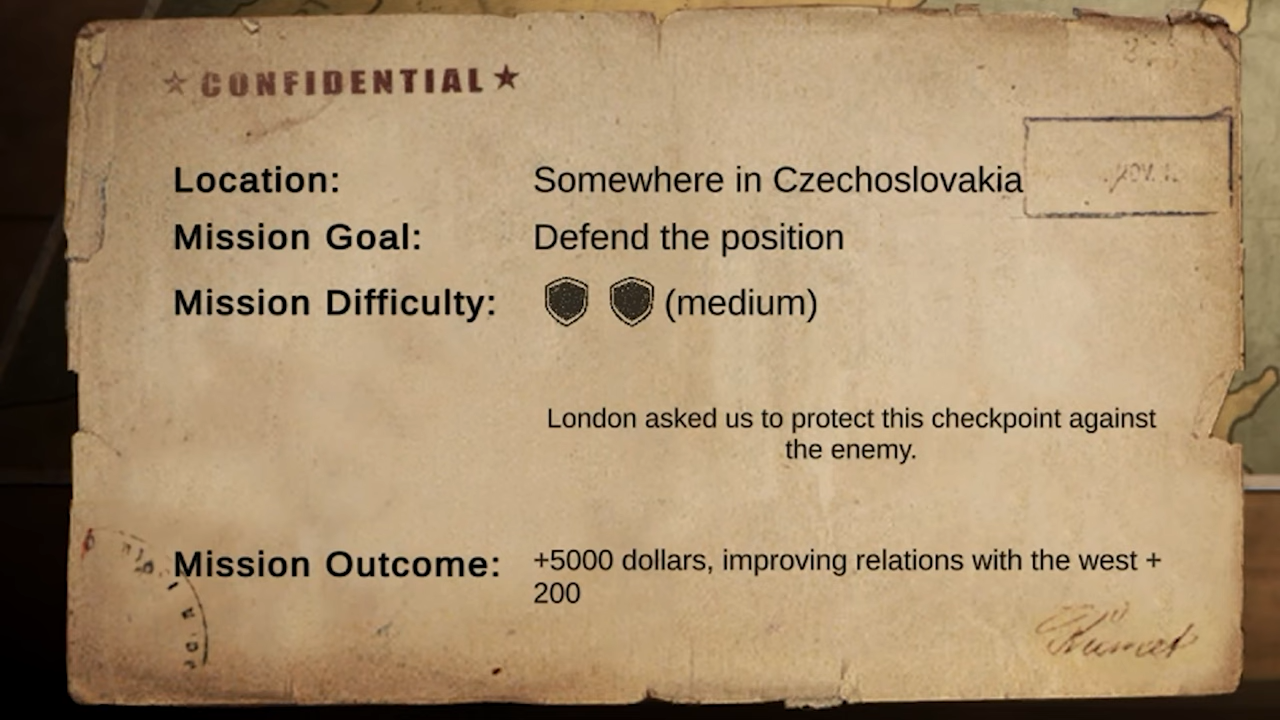 ★ CONFIDENTIAL ★
Location: Somewhere in Czechoslovakia
Mission Goal: Defend the position
Mission Difficulty: (medium)
London asked us to protect this checkpoint against
the enemy.
Mission Outcome: +5000 dollars, improving relations with the west +
200